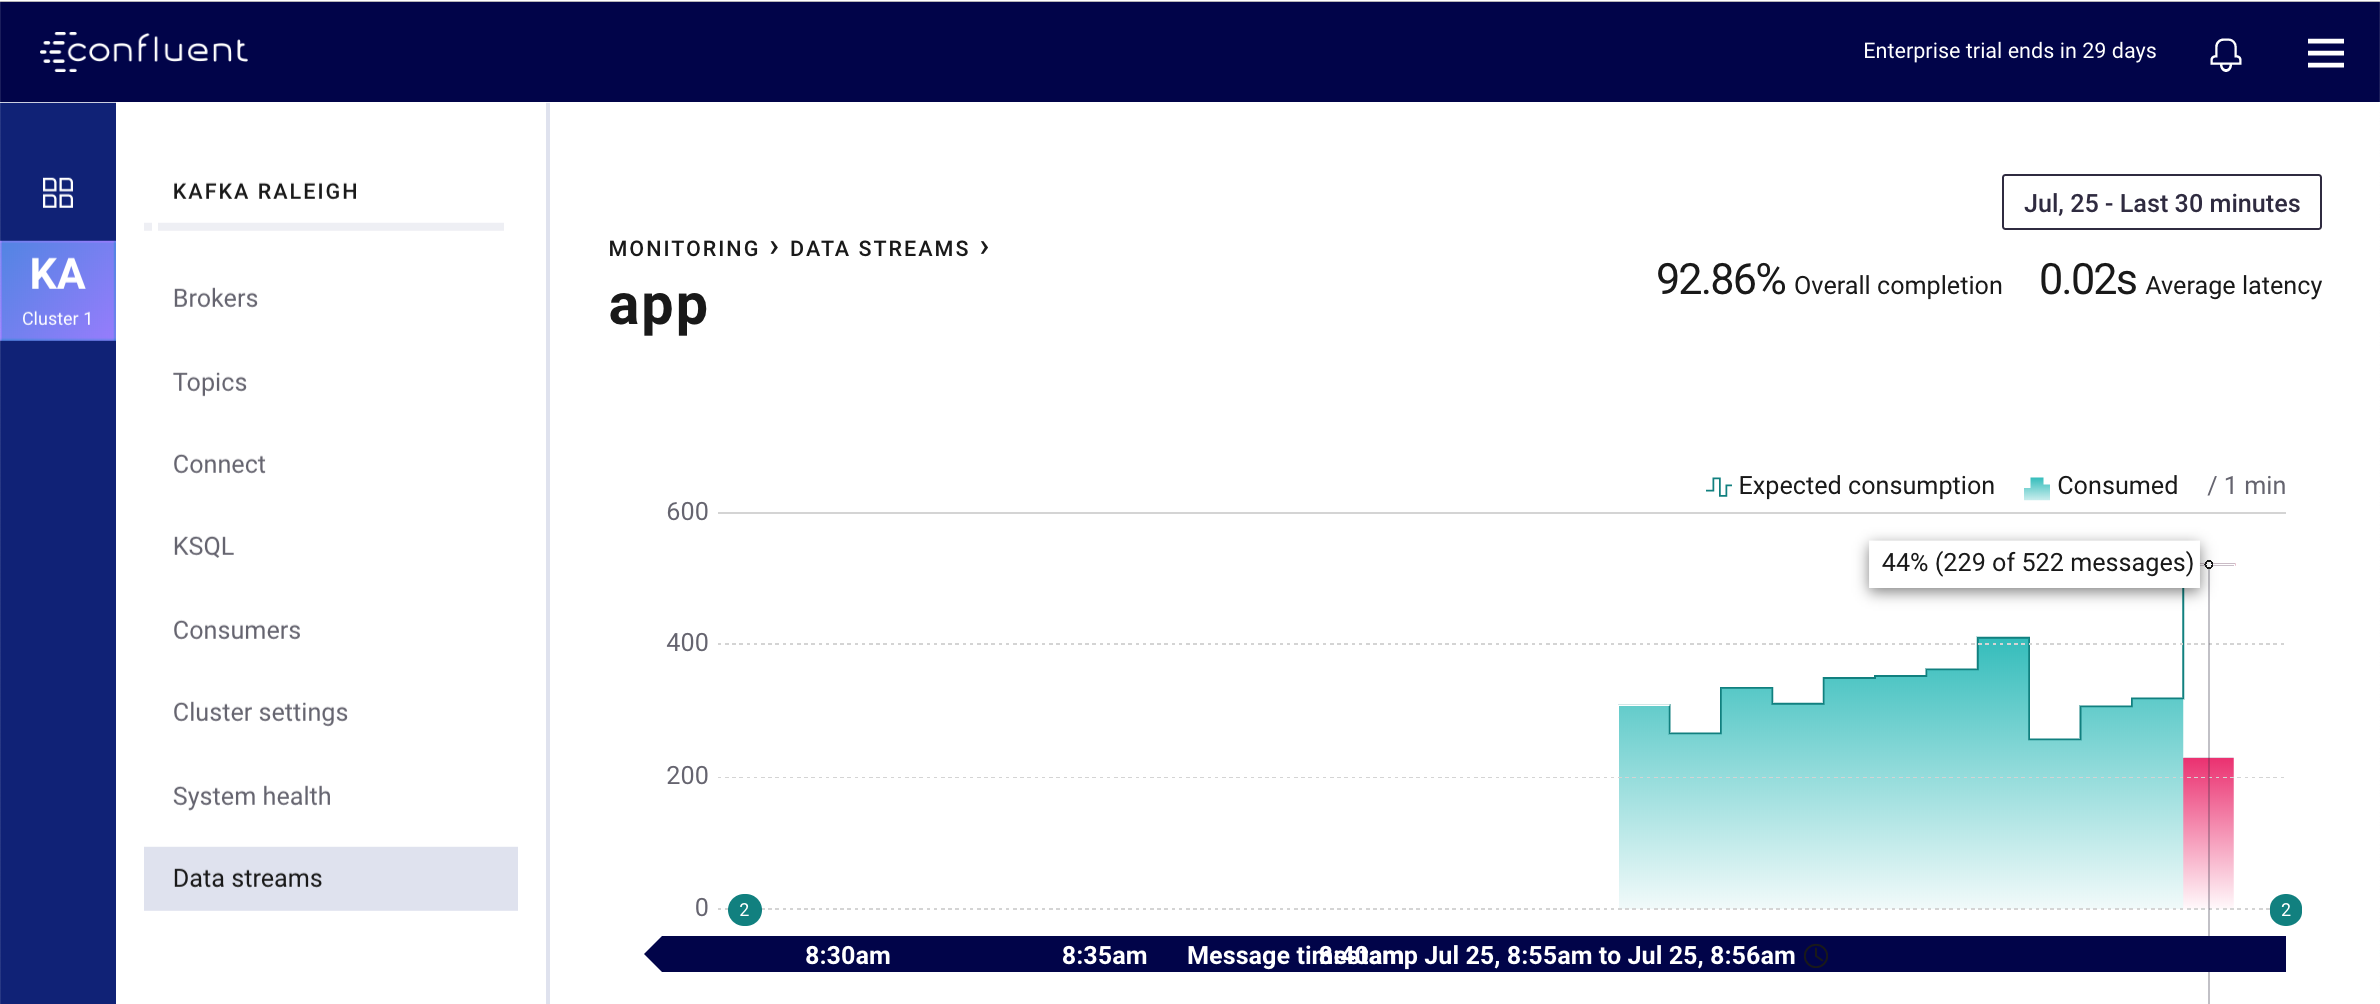 confluent
Enterprise trial ends in 29 days
KA
Cluster 1
KAFKA RALEIGH
Brokers
Topics
Connect
KSQL
Consumers
Cluster settings
System health
Data streams
Jul, 25 - Last 30 minutes
MONITORING › DATA STREAMS ›
app
92.86% Overall completion 0.02s Average latency
Expected consumption Consumed / 1 min
600
44% (229 of 522 messages)
400
200
0
2
2
8:30am 8:35am 8:40am
Message timestamp Jul 25, 8:55am to Jul 25, 8:56am